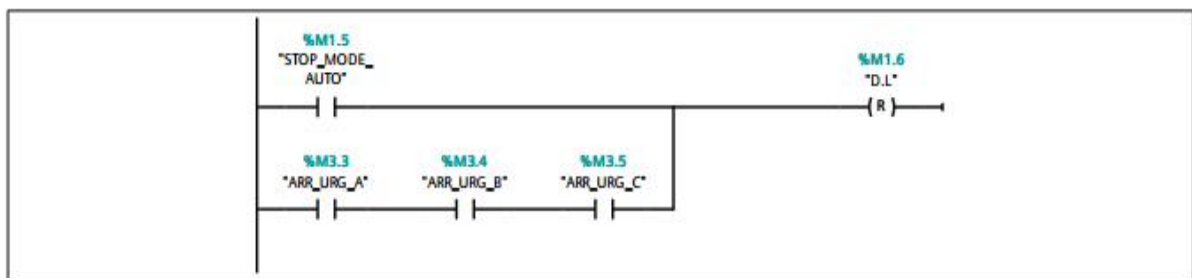 %M1.5
"STOP_MODE_
AUTO"
%M1.6
"D.L"
R
%M3.3
"ARR_URG_A"
%M3.4
"ARR_URG_B"
%M3.5
"ARR_URG_C"